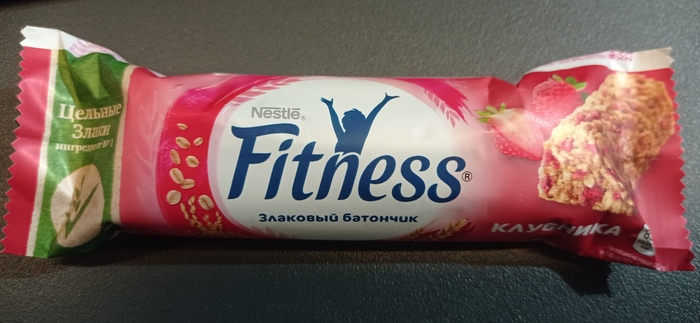 Цельные
Злаки
ингредиент №1
Nestlé®
Fitness®
Злаковый батончик
КЛУБНИКА